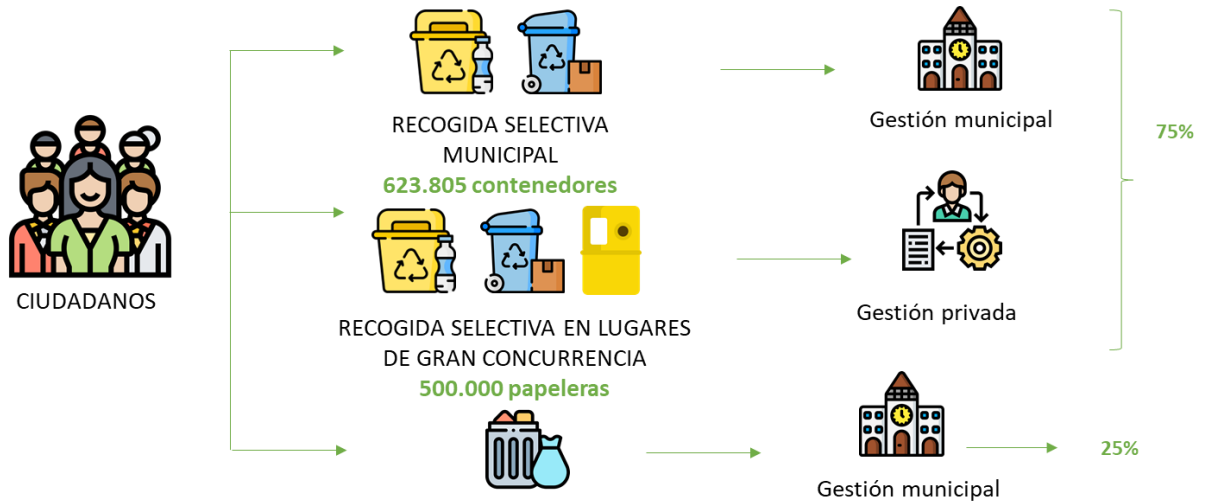 CIUDADANOS
RECOGIDA SELECTIVA
MUNICIPAL
623.805 contenedores
Gestión municipal
RECOGIDA SELECTIVA EN LUGARES
DE GRAN CONCURRENCIA
500.000 papeleras
Gestión privada
75%
Gestión municipal
25%